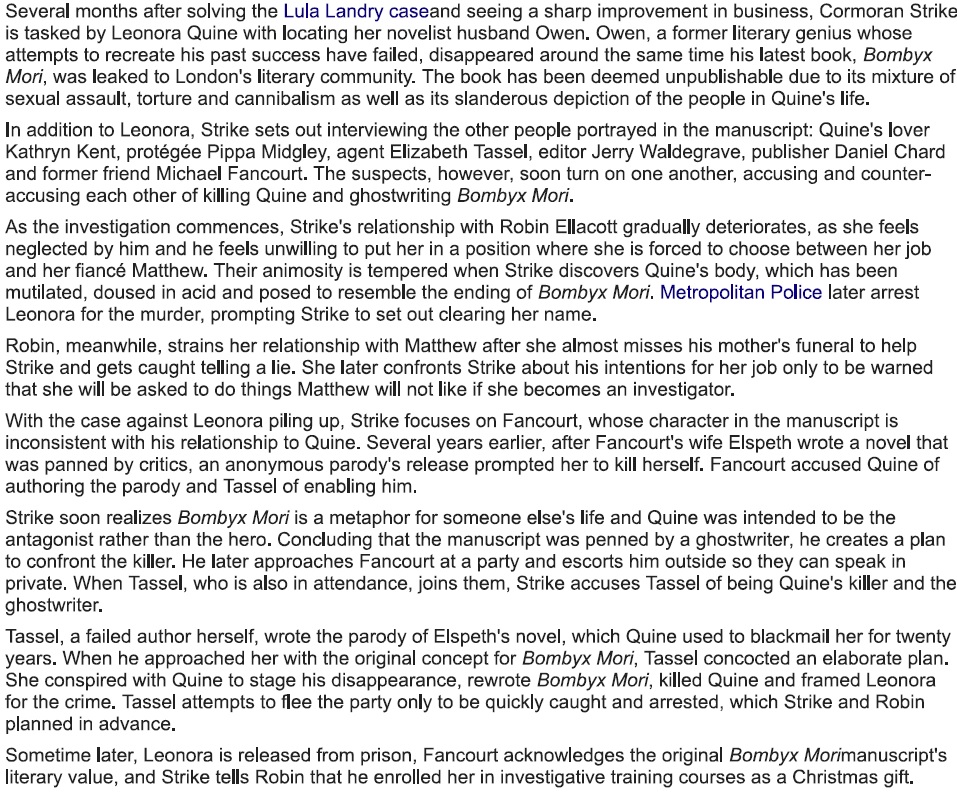 Several months after solving the Lula Landry caseand seeing a sharp improvement in business, Cormoran Strike
is tasked by Leonora Quine with locating her novelist husband Owen. Owen, a former literary genius whose
attempts to recreate his past success have failed, disappeared around the same time his latest book, Bombyx
Mori, was leaked to London's literary community. The book has been deemed unpublishable due to its mixture of
sexual assault, torture and cannibalism as well as its slanderous depiction of the people in Quine's life.
In addition to Leonora, Strike sets out interviewing the other people portrayed in the manuscript: Quine's lover
Kathryn Kent, protégée Pippa Midgley, agent Elizabeth Tassel, editor Jerry Waldegrave, publisher Daniel Chard
and former friend Michael Fancourt. The suspects, however, soon turn on one another, accusing and counter-
accusing each other of killing Quine and ghostwriting Bombyx Mori.
As the investigation commences, Strike's relationship with Robin Ellacott gradually deteriorates, as she feels
neglected by him and he feels unwilling to put her in a position where she is forced to choose between her job
and her fiancé Matthew. Their animosity is tempered when Strike discovers Quine's body, which has been
mutilated, doused in acid and posed to resemble the ending of Bombyx Mori. Metropolitan Police later arrest
Leonora for the murder, prompting Strike to set out clearing her name.
Robin, meanwhile, strains her relationship with Matthew after she almost misses his mother's funeral to help
Strike and gets caught telling a lie. She later confronts Strike about his intentions for her job only to be warned
that she will be asked to do things Matthew will not like if she becomes an investigator.
With the case against Leonora piling up, Strike focuses on Fancourt, whose character in the manuscript is
inconsistent with his relationship to Quine. Several years earlier, after Fancourt's wife Elspeth wrote a novel that
was panned by critics, an anonymous parody's release prompted her to kill herself. Fancourt accused Quine of
authoring the parody and Tassel of enabling him.
Strike soon realizes Bombyx Mori is a metaphor for someone else's life and Quine was intended to be the
antagonist rather than the hero. Concluding that the manuscript was penned by a ghostwriter, he creates a plan
to confront the killer. He later approaches Fancourt at a party and escorts him outside so they can speak in
private. When Tassel, who is also in attendance, joins them, Strike accuses Tassel of being Quine's killer and the
ghostwriter.
Tassel, a failed author herself, wrote the parody of Elspeth's novel, which Quine used to blackmail her for twenty
years. When he approached her with the original concept for Bombyx Mori, Tassel concocted an elaborate plan.
She conspired with Quine to stage his disappearance, rewrote Bombyx Mori, killed Quine and framed Leonora
for the crime. Tassel attempts to flee the party only to be quickly caught and arrested, which Strike and Robin
planned in advance.
Sometime later, Leonora is released from prison, Fancourt acknowledges the original Bombyx Morimanuscript's
literary value, and Strike tells Robin that he enrolled her in investigative training courses as a Christmas gift.